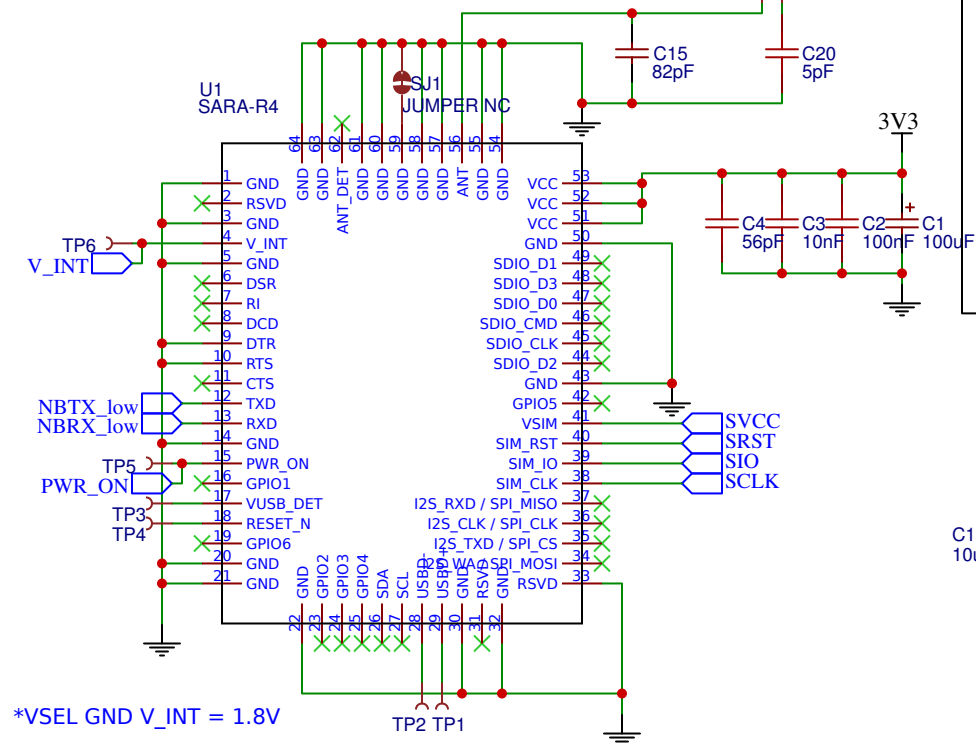 C15
82pF
C20
5pF
U1
SARA-R4
SJ1
JUMPER NC
3V3
64
63
62
61
60
59
58
57
56
55
54
GND
GND
ANT_DET
GND
GND
GND
GND
GND
ANT
GND
GND
1 GND
2 RSVD
3 GND
4 V_INT
5 GND
6 DSR
7 RI
8 DCD
9 DTR
10 RTS
11 CTS
12 TXD
13 RXD
14 GND
15 PWR_ON
16 GPIO1
17 VUSB_DET
18 RESET_N
19 GPIO6
20 GND
21 GND
TP6
V_INT
NBTX_low
NBRX_low
TP5
PWR_ON
TP3
TP4
VCC 53
VCC 52
VCC 51
GND 50
SDIO_D1 49
SDIO_D3 48
SDIO_D0 47
SDIO_CMD 46
SDIO_CLK 45
SDIO_D2 44
GND 43
GPIO5 42
VSIM 41
SIM_RST 40
SIM_IO 39
SIM_CLK 38
I2S_RXD / SPI_MISO 37
I2S_CLK / SPI_CLK 36
I2S_TXD / SPI_CS 35
I2S_WA / SPI_MOSI 34
RSVD 33
C4
56pF
C3
10nF
C2
100nF
+
C1
100uF
SVCC
SRST
SIO
SCLK
C1
10u
GND
GPIO2
GPIO3
GPIO4
SDA
SCL
USBD-
USBD+
GND
RSVD
GND
22
23
24
25
26
27
28
29
30
31
32
TP2 TP1
*VSEL GND V_INT = 1.8V